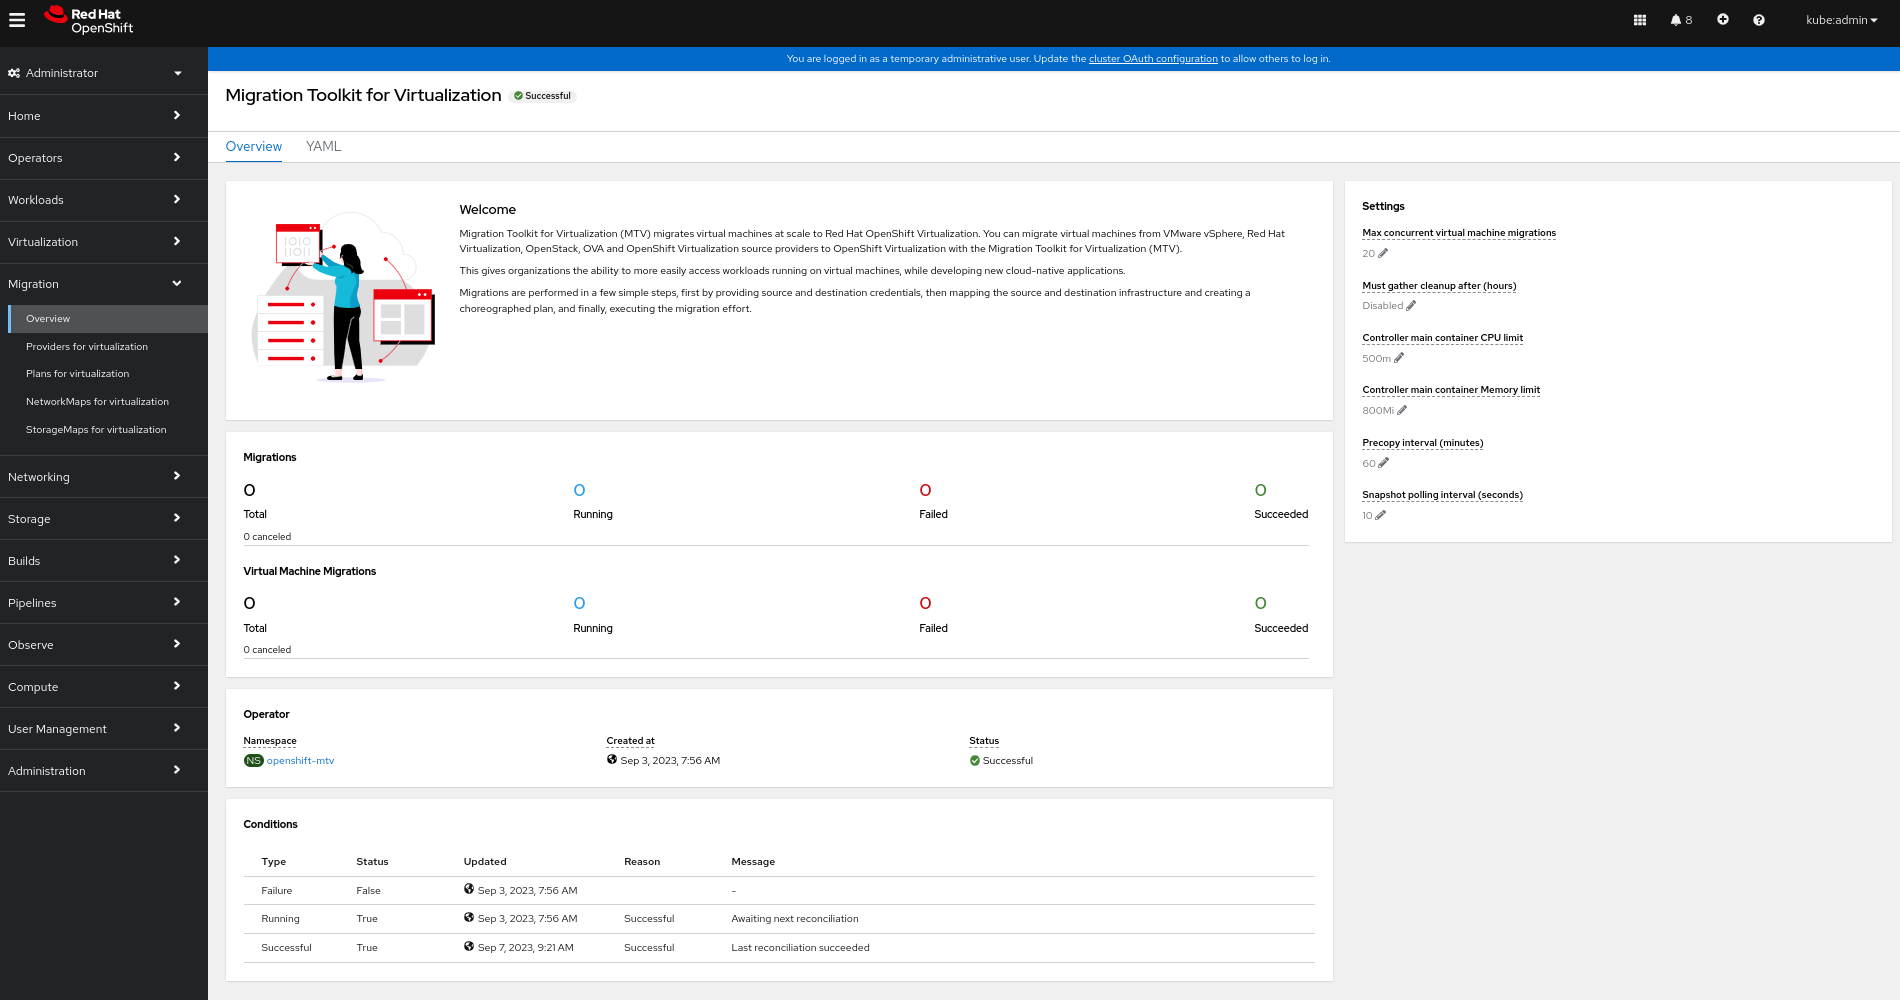 Red Hat
OpenShift
8
kube:admin
Administrator
Home
Operators
Workloads
Virtualization
Migration
Overview
Providers for virtualization
Plans for virtualization
NetworkMaps for virtualization
StorageMaps for virtualization
Networking
Storage
Builds
Pipelines
Observe
Compute
User Management
Administration
You are logged in as a temporary administrative user. Update the cluster OAuth configuration to allow others to log in.
Migration Toolkit for Virtualization Successful
Overview YAML
1010
11011
Welcome
Migration Toolkit for Virtualization (MTV) migrates virtual machines at scale to Red Hat OpenShift Virtualization. You can migrate virtual machines from VMware vSphere, Red Hat
Virtualization, OpenStack, OVA and OpenShift Virtualization source providers to OpenShift Virtualization with the Migration Toolkit for Virtualization (MTV).
This gives organizations the ability to more easily access workloads running on virtual machines, while developing new cloud-native applications.
Migrations are performed in a few simple steps, first by providing source and destination credentials, then mapping the source and destination infrastructure and creating a
choreographed plan, and finally, executing the migration effort.
Migrations
0 0 0 0
Total Running Failed Succeeded
0 canceled
Virtual Machine Migrations
0 0 0 0
Total Running Failed Succeeded
0 canceled
Operator
Namespace Created at Status
NS openshift-mtv Sep 3, 2023, 7:56 AM Successful
Conditions
Type Status Updated Reason Message
Failure False Sep 3, 2023, 7:56 AM -
Running True Sep 3, 2023, 7:56 AM Successful Awaiting next reconciliation
Successful True Sep 7, 2023, 9:21 AM Successful Last reconciliation succeeded
Settings
Max concurrent virtual machine migrations
20
Must gather cleanup after (hours)
Disabled
Controller main container CPU limit
500m
Controller main container Memory limit
800Mi
Precopy interval (minutes)
60
Snapshot polling interval (seconds)
10